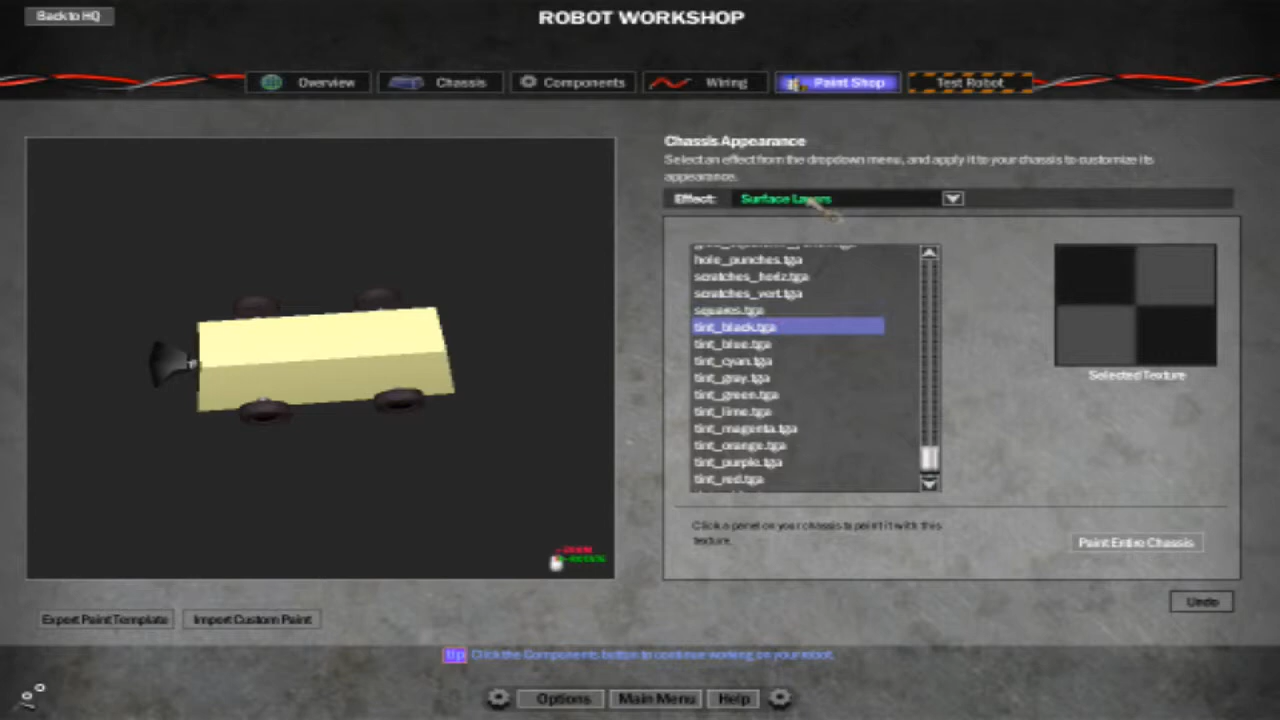 Back to HQ
ROBOT WORKSHOP
Overview
Chassis
Components
Wiring
Paint Shop
Test Robot
Chassis Appearance
Select an effect from the dropdown menu, and apply it to your chassis to customize its
appearance.
Effect:
Surface Layers
hole_punches.tga
scratches_horiz.tga
scratches_vert.tga
squares.tga
tint_black.tga
tint_blue.tga
tint_cyan.tga
tint_gray.tga
tint_green.tga
tint_lime.tga
tint_magenta.tga
tint_orange.tga
tint_purple.tga
tint_red.tga
Selected Texture
Click a panel on your chassis to paint it with this
texture.
Paint Entire Chassis
Undo
Export Paint Template
Import Custom Paint
tip Click the Components button to continue working on your robot.
Options
Main Menu
Help